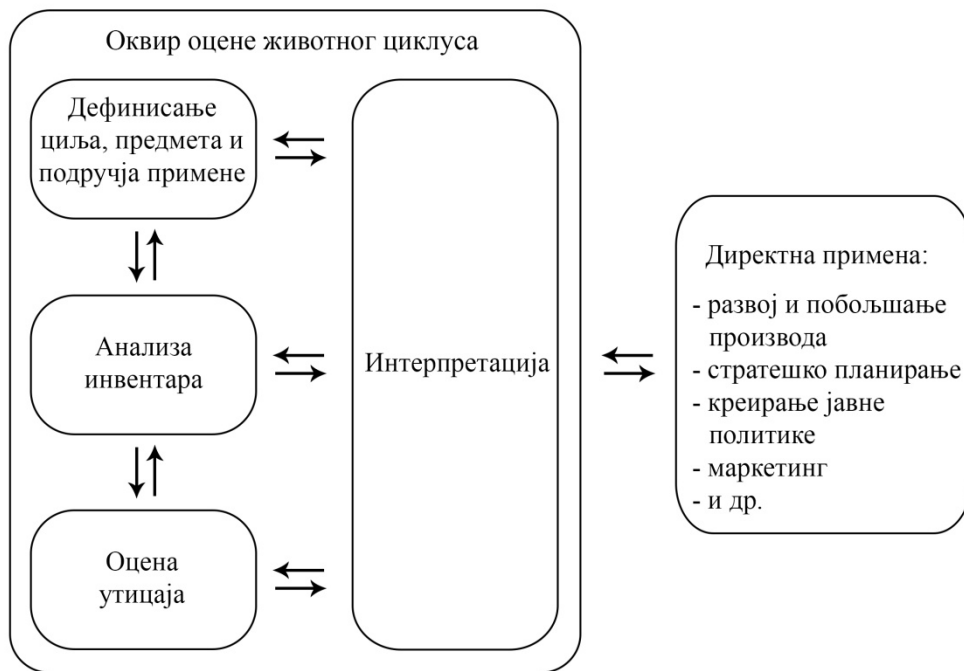 Оквир оцене животног циклуса
Дефинисање
циља, предмета и
подручја примене
Анализа
инвентара
Оцена
утицаја
Интерпретација
Директна примена:
- развој и побољшање
производа
- стратешко планирање
- креирање јавне
политике
- маркетинг
- и др.